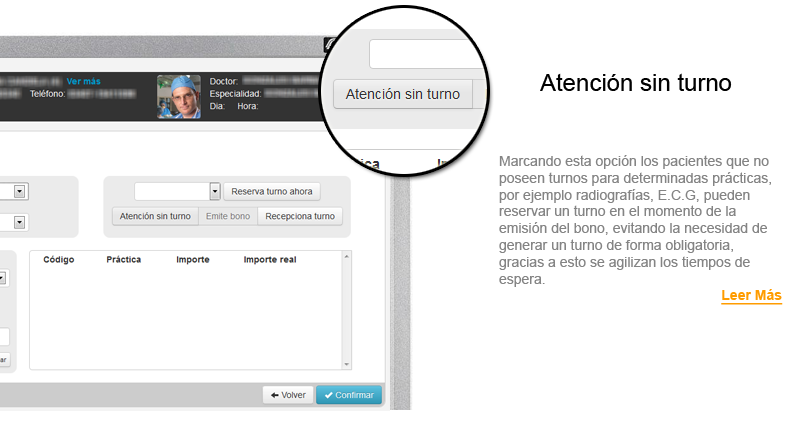 Ver más
Teléfono:
Doctor:
Especialidad:
Dia: Hora:
Reserva turno ahora
Atención sin turno Emite bono Recepciona turno
Código Práctica Importe Importe real
ar
Volver Confirmar
Atención sin turno
ica In
Atención sin turno
Marcando esta opción los pacientes que no
poseen turnos para determinadas prácticas,
por ejemplo radiografías, E.C.G, pueden
reservar un turno en el momento de la
emisión del bono, evitando la necesidad de
generar un turno de forma obligatoria,
gracias a esto se agilizan los tiempos de
espera.
Leer Más